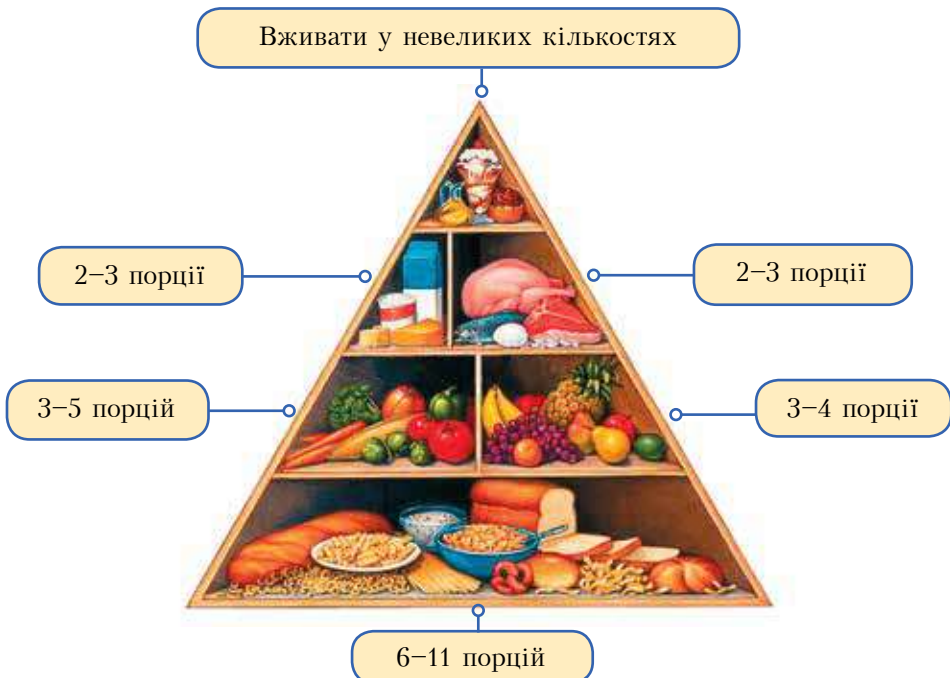 Вживати у невеликих кількостях
2–3 порції
2–3 порції
3–5 порцій
3–4 порції
6–11 порцій